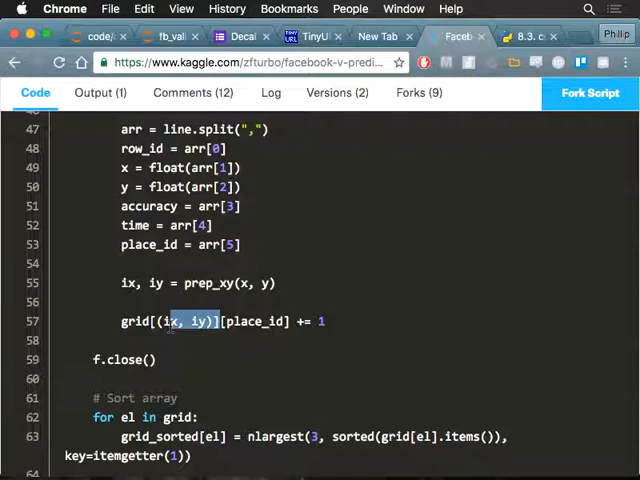 Chrome File Edit View History Bookmarks People Window Help
code/ fb_vall Decal TinyU New Tab Faceb 8.3. co Philip
https://www.kaggle.com/zfturbo/facebook-v-predi
Code Output (1) Comments (12) Log Versions (2) Forks (9) Fork Script
47 arr = line.split(",")
48 row_id = arr[0]
49 x = float(arr[1])
50 y = float(arr[2])
51 accuracy = arr[3]
52 time = arr[4]
53 place_id = arr[5]
54
55 ix, iy = prep_xy(x, y)
56
57 grid[(ix, iy)][place_id] += 1
58
59 f.close()
60
61 # Sort array
62 for el in grid:
63 grid_sorted[el] = nlargest(3, sorted(grid[el].items()),
key=itemgetter(1))
64